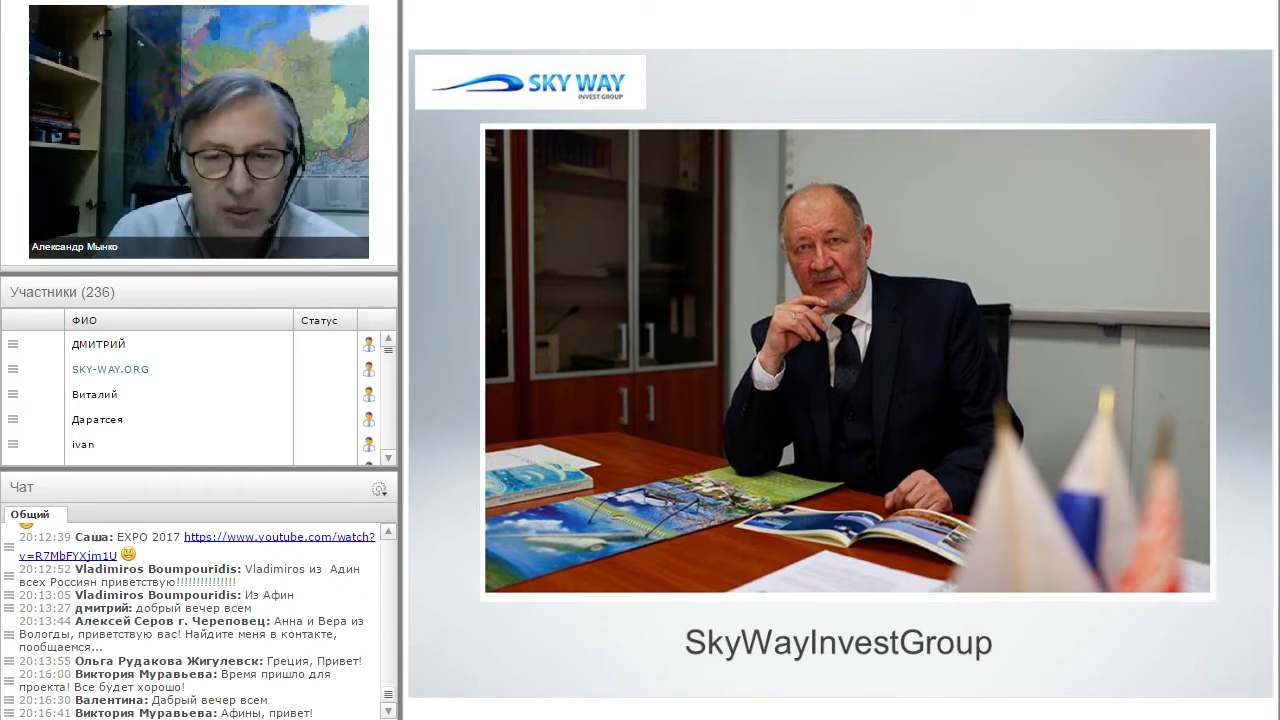 Александр Мынко
Участники (236)
ФИО
Статус
ДМИТРИЙ
SKY-WAY.ORG
Виталий
Даратсея
ivan
Чат
Общий
20:12:39 Саша: EXPO 2017 https://www.youtube.com/watch?
v=R7MbFYXjm1U
20:12:52 Vladimiros Boumpouridis: Vladimiros из Адин
всех Россиян приветствую!!!!!!!!!!!!!!!!
20:13:05 Vladimiros Boumpouridis: Из Афин
20:13:27 дмитрий: добрый вечер всем
20:13:44 Алексей Серов г. Череповец: Анна и Вера из
Вологды, приветствую вас! Найдите меня в контакте,
пообщаемся...
20:13:55 Ольга Рудакова Жигулевск: Греция, Привет!
20:16:00 Виктория Муравьева: Время пришло для
проекта! Все будет хорошо!
20:16:30 Валентина: Дабрый вечер всем
20:16:41 Виктория Муравьева: Афины, привет!
SKY WAY
INVEST GROUP
SkyWayInvestGroup